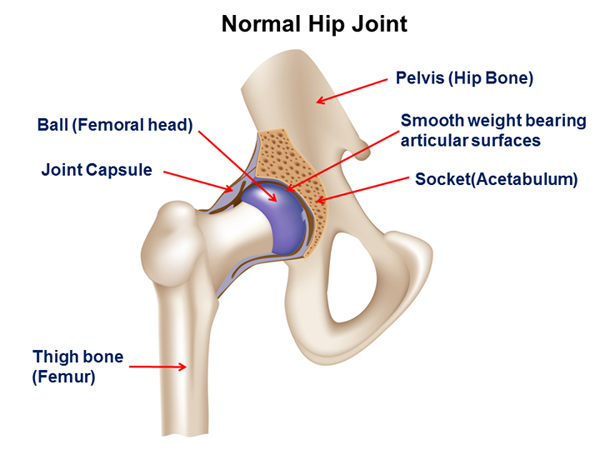 Normal Hip Joint
Pelvis (Hip Bone)
Ball (Femoral head)
Smooth weight bearing
articular surfaces
Joint Capsule
Socket(Acetabulum)
Thigh bone
(Femur)